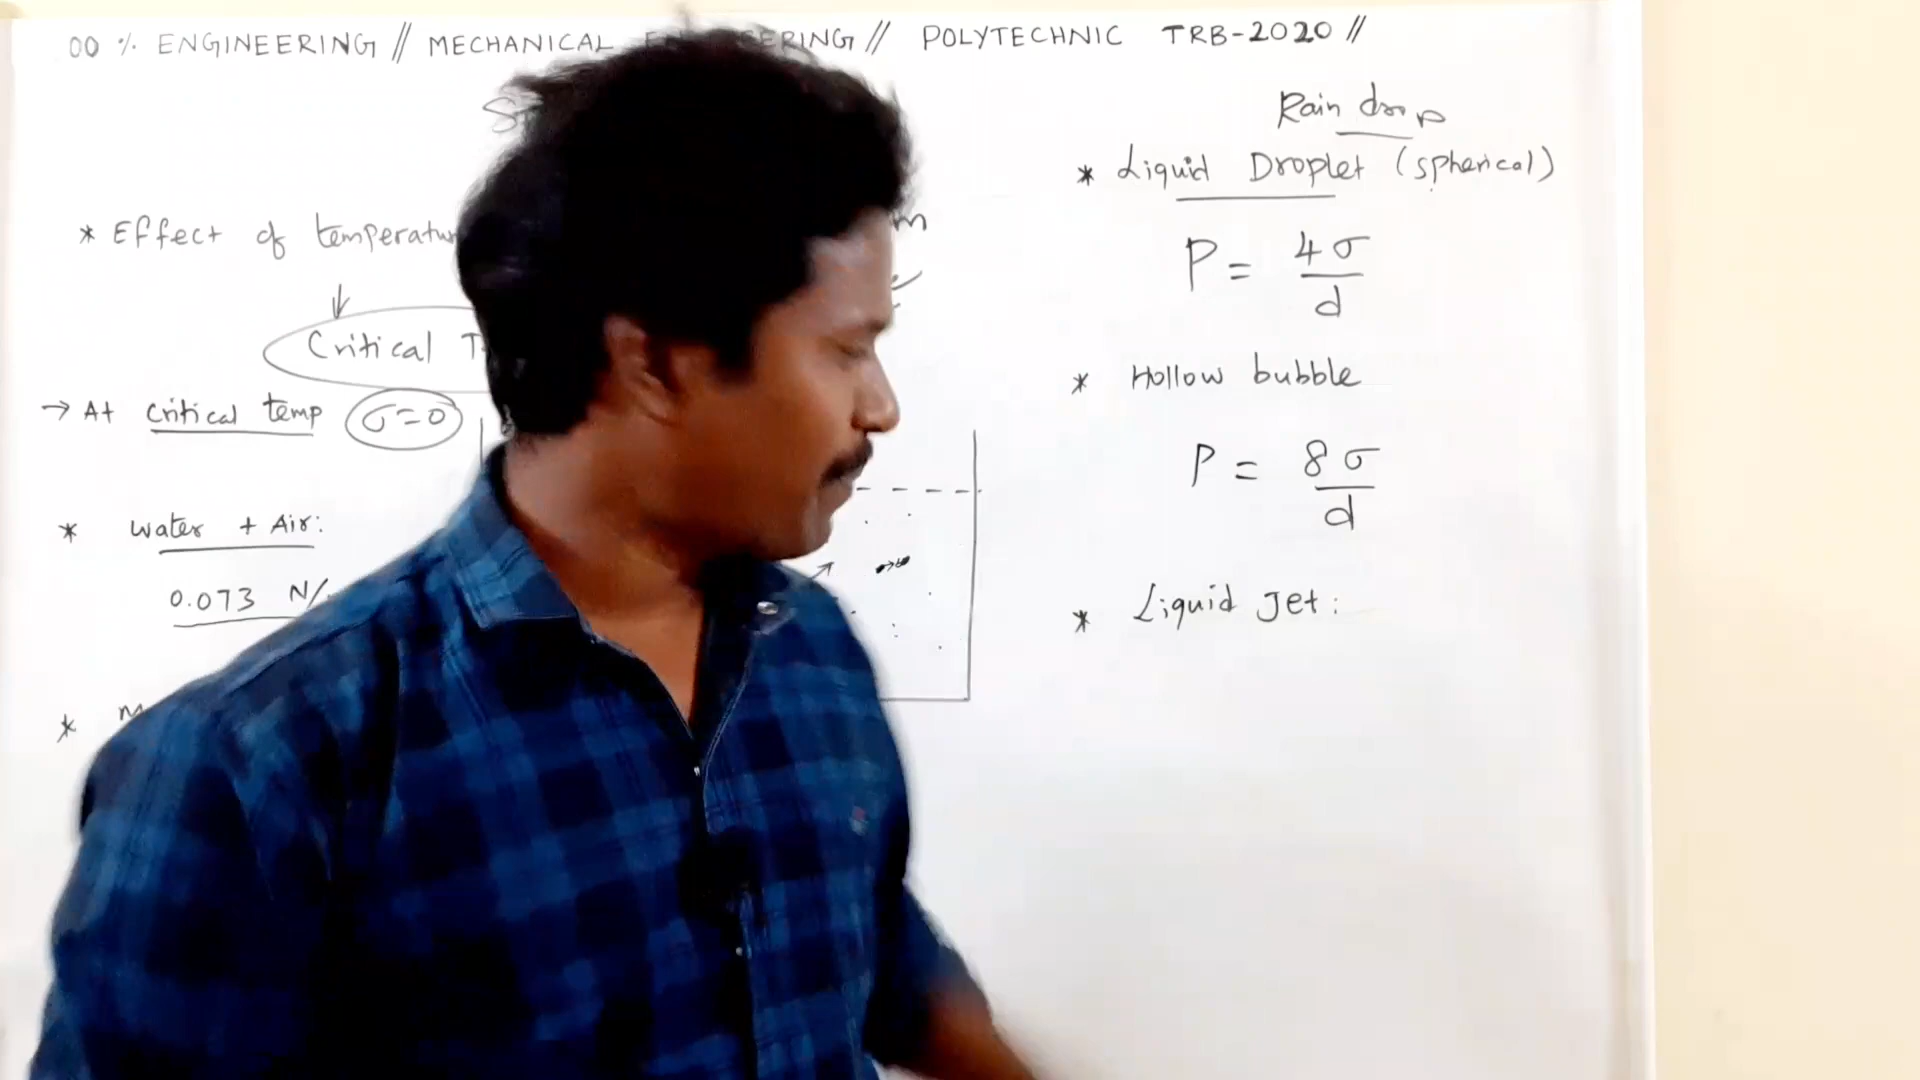 00 % ENGINEERING // MECHANICAL ENGINEERING // POLYTECHNIC TRB-2020 //
* Effect of temperatur
Critical T
→ At critical temp σ=0
* water + Air:
0.073 N/
*
Rain drop
* Liquid Droplet (spherical)
P = 4σ/d
* Hollow bubble
P = 8σ/d
* Liquid Jet: